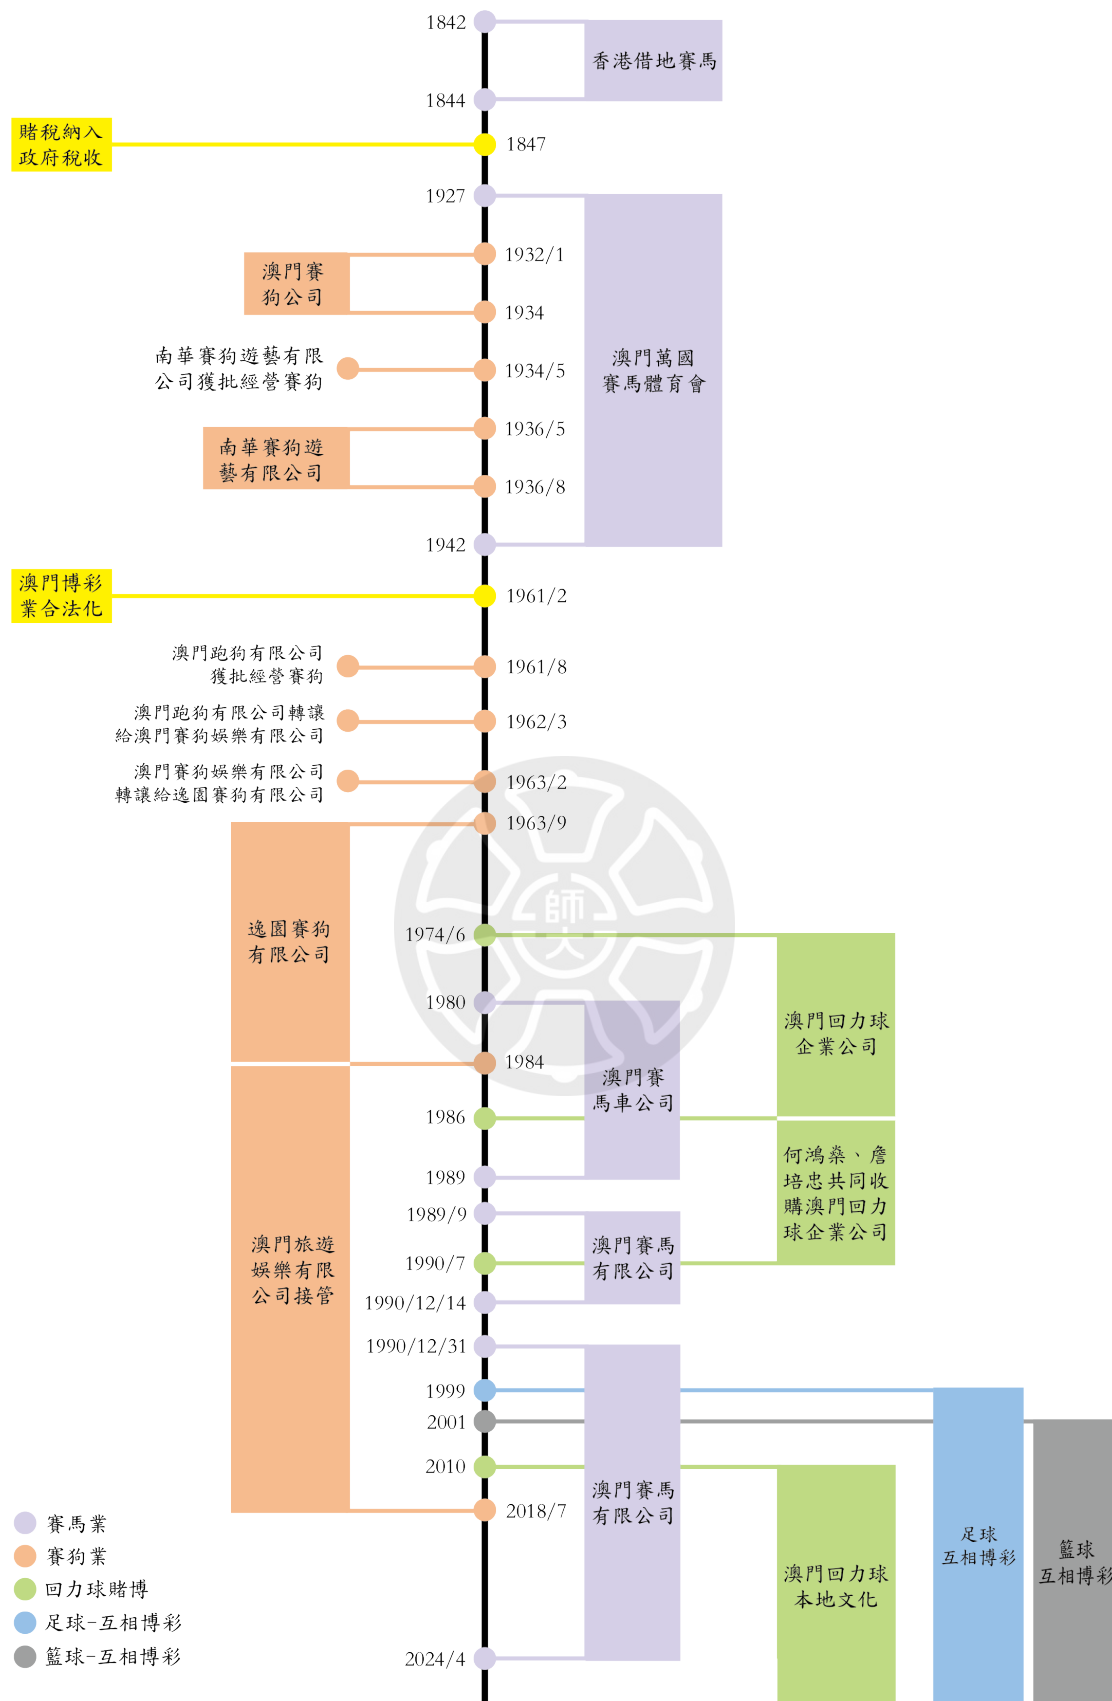 1842
香港借地賽馬
1844
賭稅納入
政府稅收
1847
1927
澳門萬國
賽馬體育會
1932/1
澳門賽
狗公司
1934
南華賽狗遊藝有限
公司獲批經營賽狗
1934/5
1936/5
南華賽狗遊
藝有限公司
1936/8
1942
澳門博彩
業合法化
1961/2
澳門跑狗有限公司
獲批經營賽狗
1961/8
澳門跑狗有限公司轉讓
給澳門賽狗娛樂有限公司
1962/3
澳門賽狗娛樂有限公司
轉讓給逸園賽狗有限公司
1963/2
1963/9
逸園賽狗
有限公司
師大
1974/6
澳門回力球
企業公司
1980
澳門賽
馬車公司
1984
1986
何鴻燊、詹
培忠共同收
購澳門回力
球企業公司
1989
1989/9
澳門賽馬
有限公司
澳門旅遊
娛樂有限
公司接管
1990/7
1990/12/14
1990/12/31
1999
2001
2010
澳門賽馬
有限公司
2018/7
足球
互相博彩
籃球
互相博彩
澳門回力球
本地文化
2024/4
賽馬業
賽狗業
回力球賭博
足球-互相博彩
籃球-互相博彩